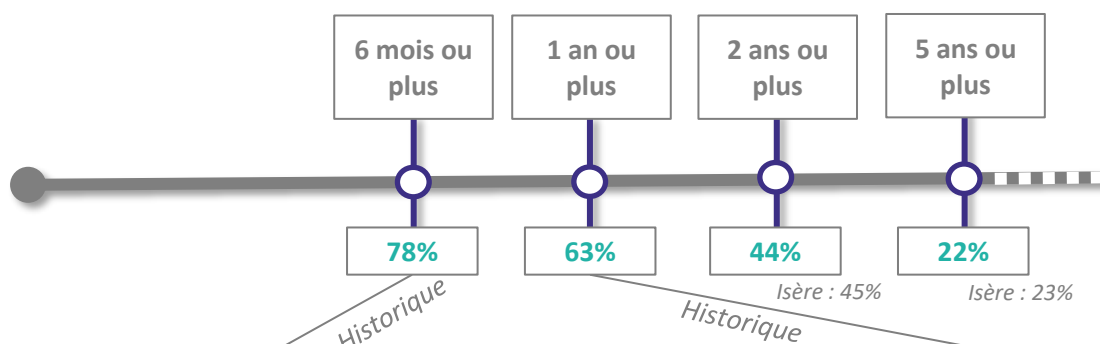 6 mois ou
plus
1 an ou
plus
2 ans ou
plus
5 ans ou
plus
78%
63%
44%
22%
Isère : 45%
Isère : 23%
Historique
Historique